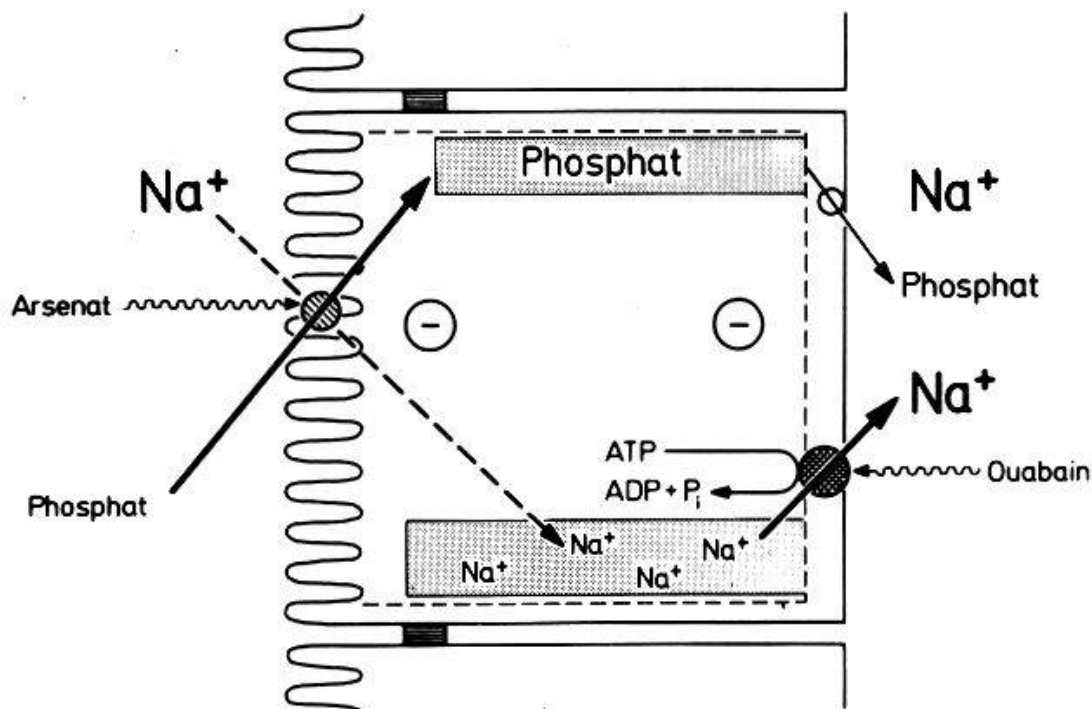 Phosphat
Na⁺
Na⁺
Arsenat
Phosphat
−
−
Na⁺
ATP
Ouabain
ADP + Pᵢ
Phosphat
Na⁺
Na⁺
Na⁺
Na⁺